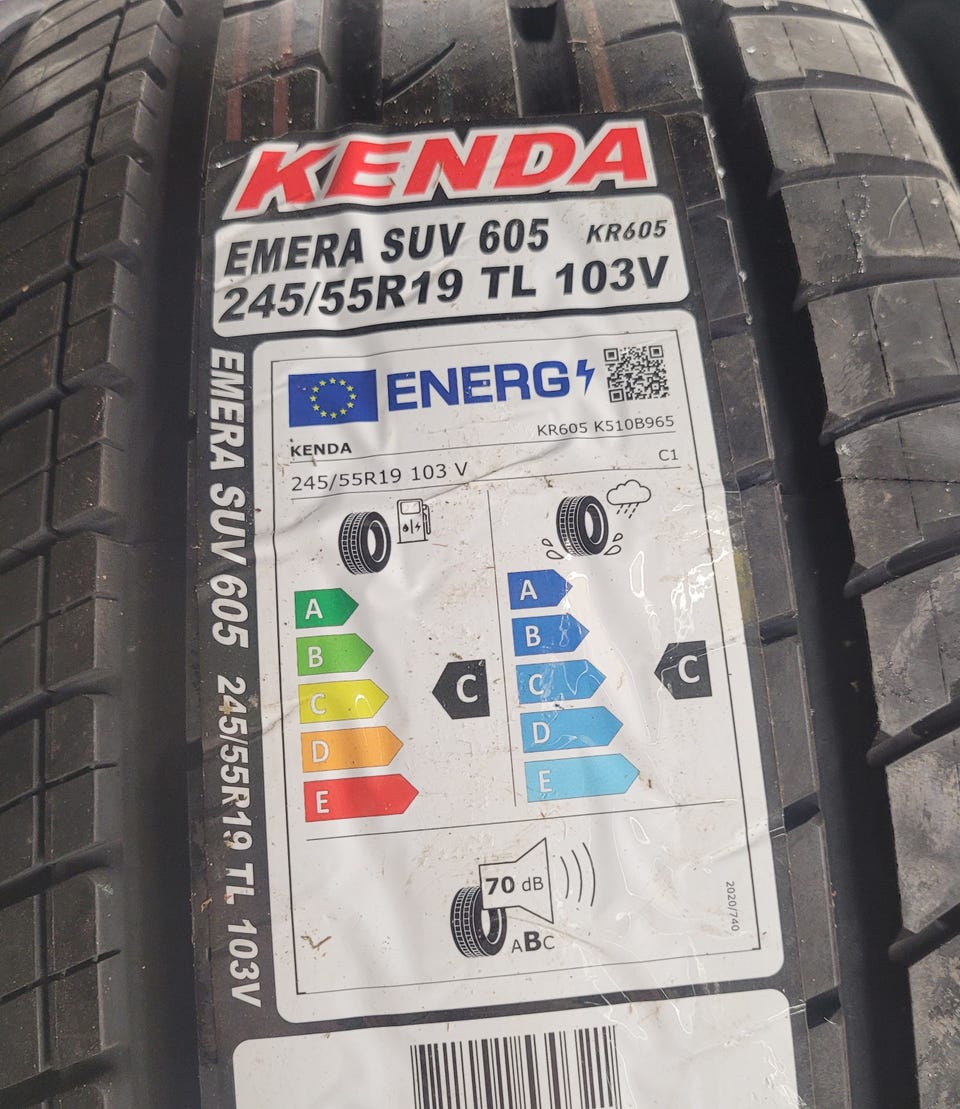 KENDA
EMERA SUV 605 KR605
245/55R19 TL 103V
EMERA SUV 605 245/55R19 TL 103V
ENERG
KENDA KR605 K510B965
245/55R19 103 V C1
A
B
C
D
E
C
A
B
C
D
E
C
70 dB
ABC
2020/740